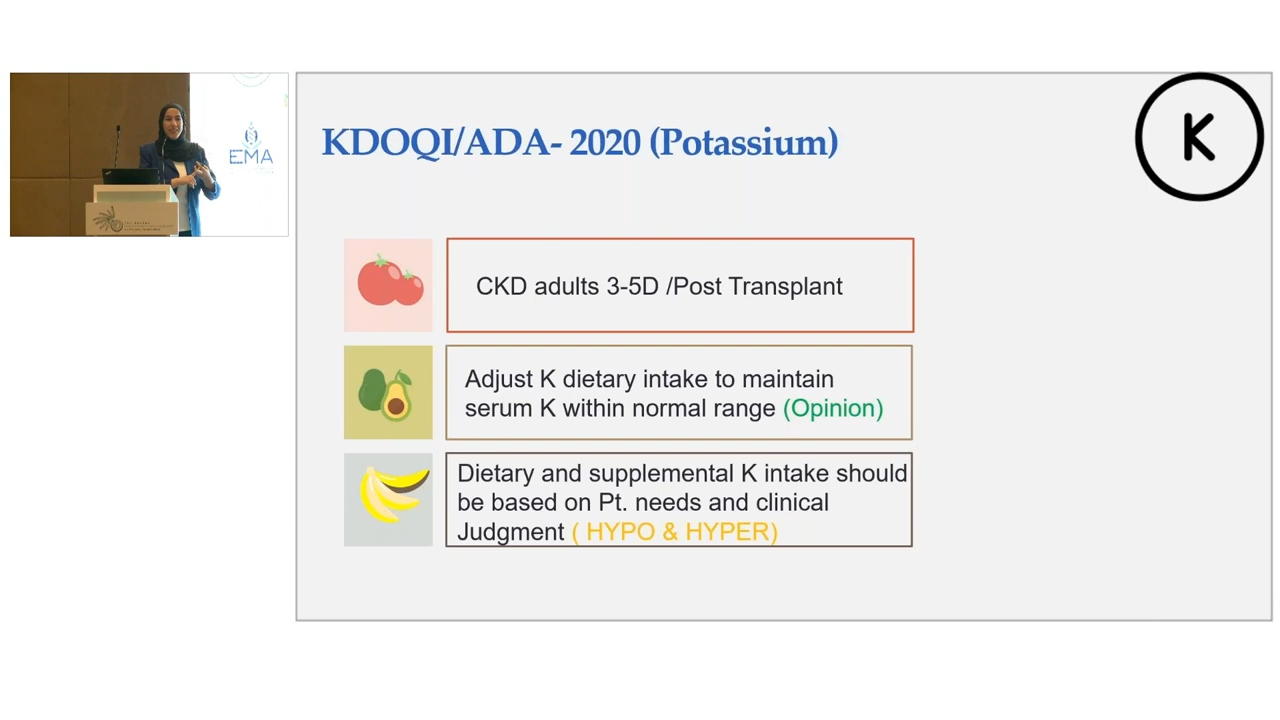 EMA
KDOQI/ADA- 2020 (Potassium)
K
CKD adults 3-5D /Post Transplant
Adjust K dietary intake to maintain
serum K within normal range (Opinion)
Dietary and supplemental K intake should
be based on Pt. needs and clinical
Judgment ( HYPO & HYPER)